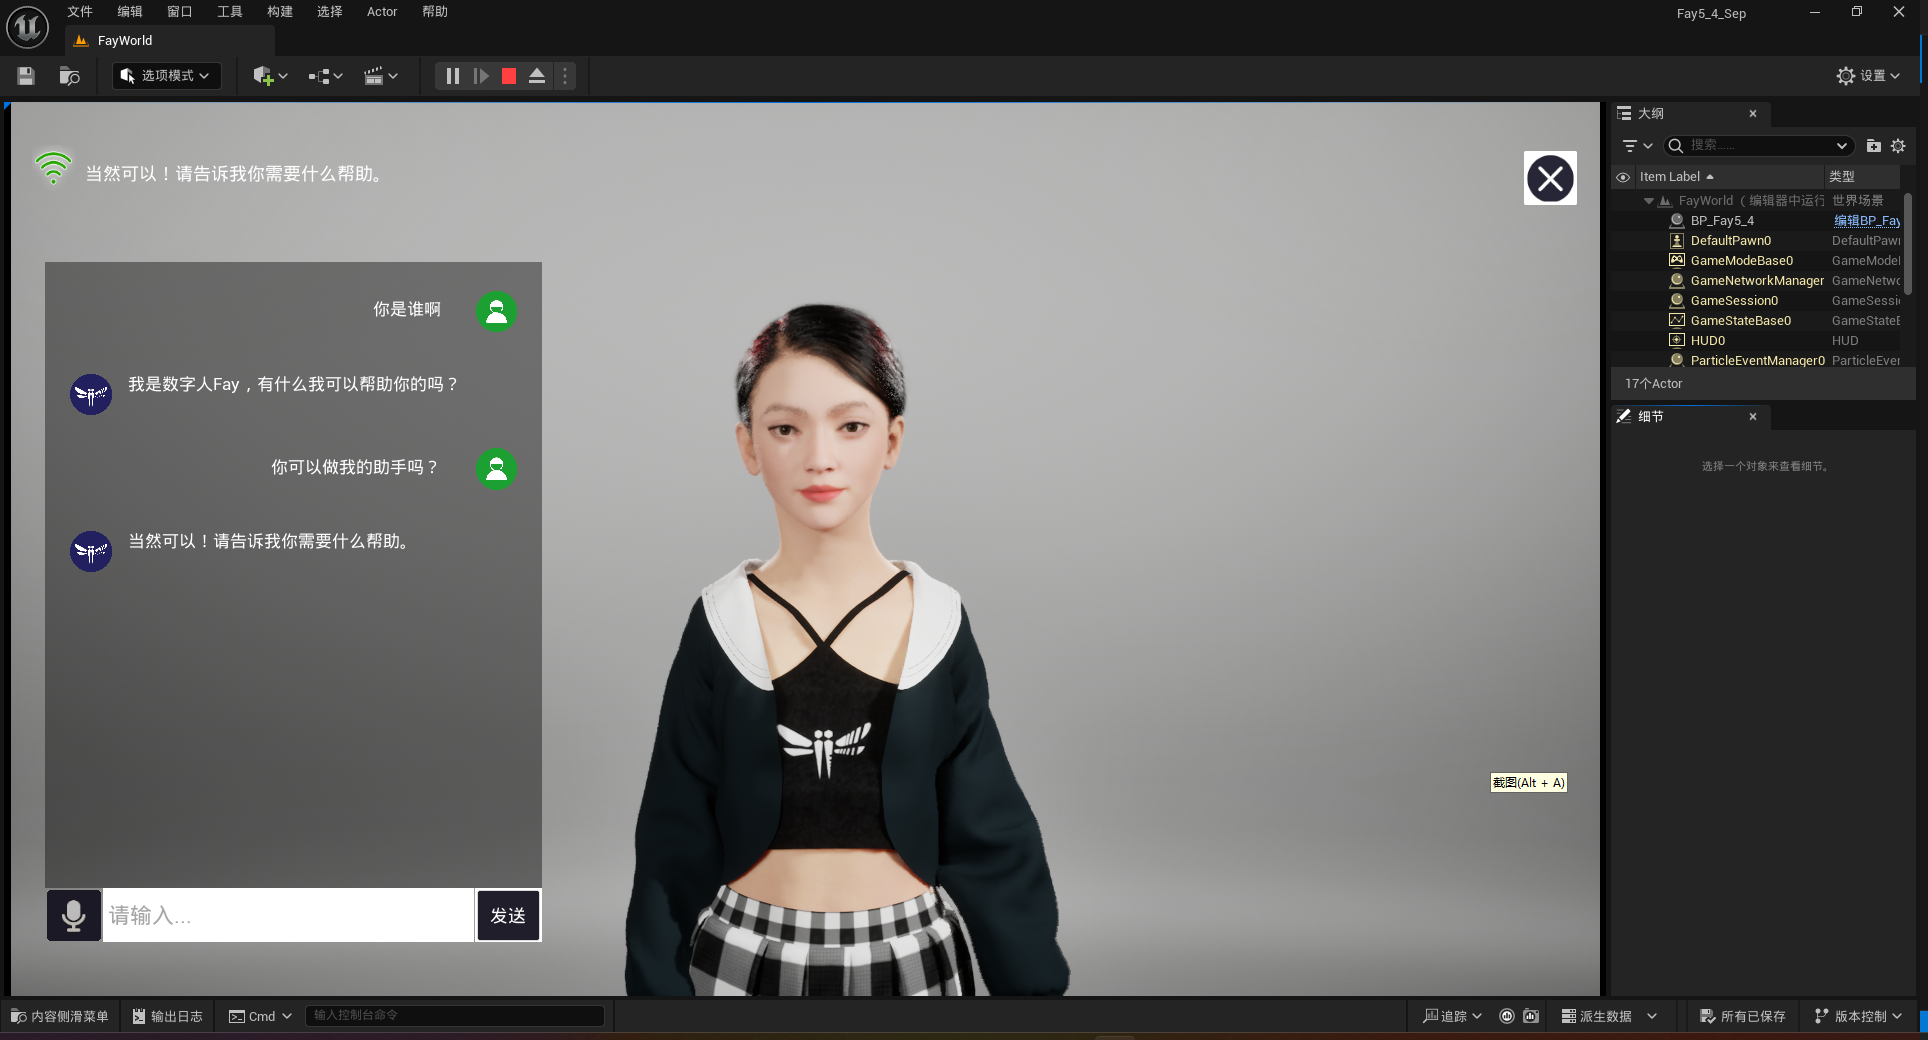 文件 编辑 窗口 工具 构建 选择 Actor 帮助
Fay5_4_Sep
FayWorld
选项模式
设置
当然可以！请告诉我你需要什么帮助。
你是谁啊
我是数字人Fay，有什么我可以帮助你的吗？
你可以做我的助手吗？
当然可以！请告诉我你需要什么帮助。
请输入...
发送
截图(Alt + A)
大纲
搜索......
Item Label 类型
FayWorld（编辑器中运行 世界场景
BP_Fay5_4 编辑BP_Fay
DefaultPawn0 DefaultPawn
GameModeBase0 GameModeB
GameNetworkManager GameNetwo
GameSession0 GameSessio
GameStateBase0 GameStateB
HUD0 HUD
ParticleEventManager0 ParticleEven
17个Actor
细节
选择一个对象来查看细节。
内容侧滑菜单 输出日志 Cmd 输入控制台命令 追踪 派生数据 所有已保存 版本控制